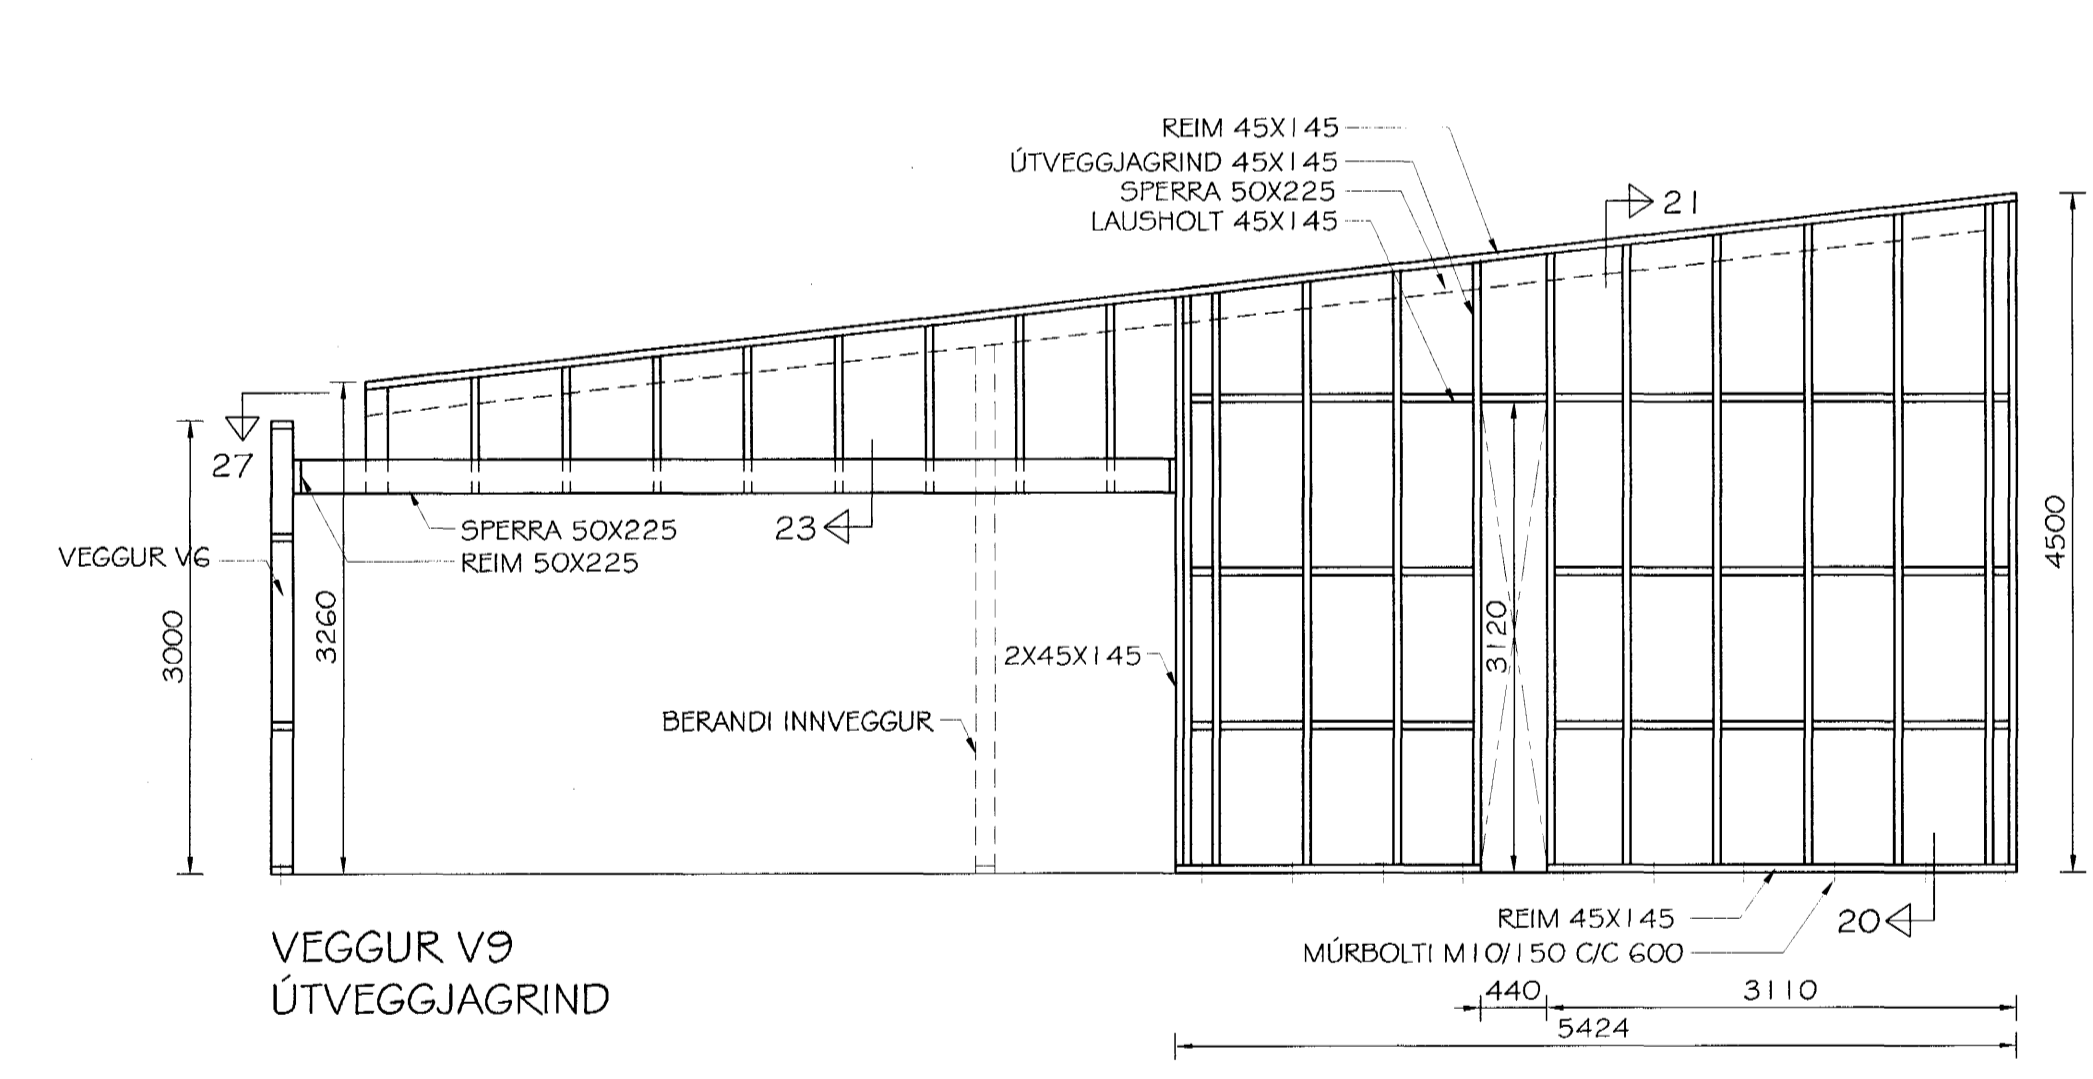 REIM 45X145
ÚTVEGGJAGRIND 45X145
SPERRA 50X225
LAUSHOLT 45X145
21
27
SPERRA 50X225
REIM 50X225
23
VEGGUR V6
3000
3260
4500
3120
2X45X145
BERANDI INNVEGGUR
REIM 45X145
20
MÚRBOLTI M10/150 C/C 600
VEGGUR V9
ÚTVEGGJAGRIND
440
3110
5424